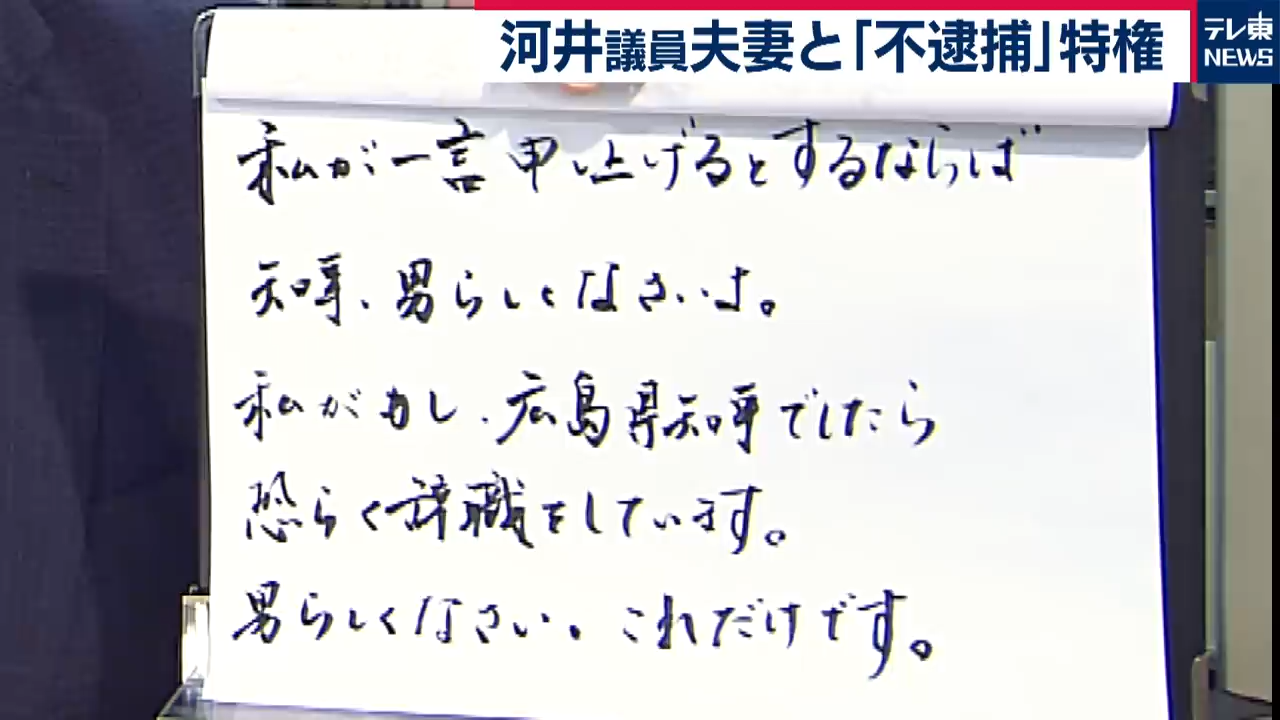 河井議員夫妻と「不逮捕」特権
テレ東
NEWS
私が一言申し上げるとするならば
知事、男らしくなさいよ。
私がもし、広島県知事でしたら
恐らく辞職をしています。
男らしくなさい。これだけです。